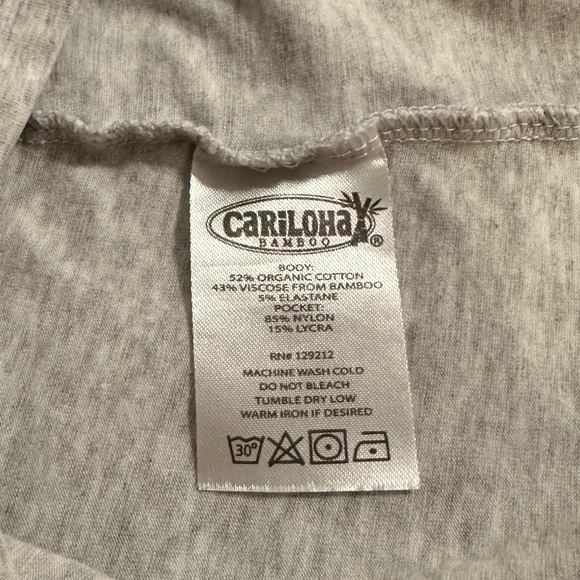 CARILOHA
BAMBOO ®
BODY:
52% ORGANIC COTTON
43% VISCOSE FROM BAMBOO
5% ELASTANE
POCKET:
85% NYLON
15% LYCRA
RN# 129212
MACHINE WASH COLD
DO NOT BLEACH
TUMBLE DRY LOW
WARM IRON IF DESIRED
30°